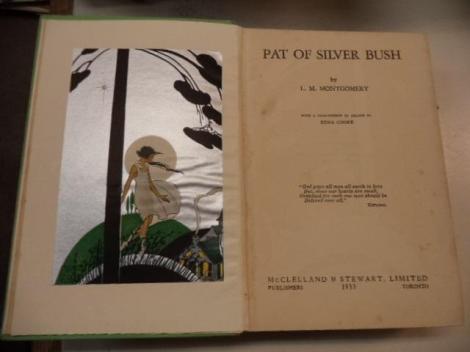 PAT OF SILVER BUSH
by
L. M. MONTGOMERY
WITH A FRONTISPIECE IN COLOUR BY
EDNA COOKE
"God gave all men all earth to love
But, since our hearts are small,
Ordained for each one spot should be
Beloved over all."
KIPLING.
McCLELLAND & STEWART, LIMITED
PUBLISHERS 1933 TORONTO